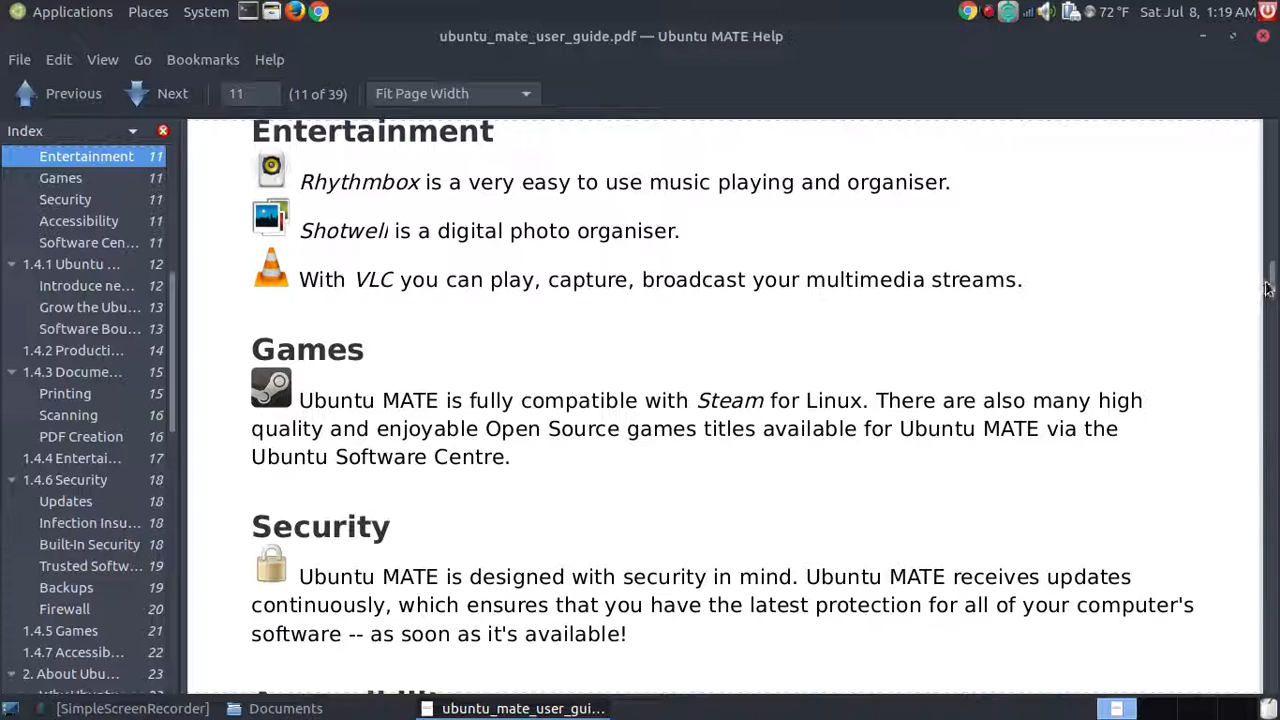 Applications Places System 72 °F Sat Jul 8, 1:19 AM
ubuntu_mate_user_guide.pdf — Ubuntu MATE Help
File Edit View Go Bookmarks Help
Previous Next 11 (11 of 39) Fit Page Width
Index
Entertainment 11
Games 11
Security 11
Accessibility 11
Software Cen... 11
1.4.1 Ubuntu ... 12
Introduce ne... 12
Grow the Ubu... 13
Software Bou... 13
1.4.2 Producti... 14
1.4.3 Docume... 15
Printing 15
Scanning 16
PDF Creation 16
1.4.4 Entertai... 17
1.4.6 Security 18
Updates 18
Infection Insu... 18
Built-In Security 18
Trusted Softw... 19
Backups 19
Firewall 20
1.4.5 Games 21
1.4.7 Accessib... 22
2. About Ubu... 23
Entertainment
Rhythmbox is a very easy to use music playing and organiser.
Shotwell is a digital photo organiser.
With VLC you can play, capture, broadcast your multimedia streams.
Games
Ubuntu MATE is fully compatible with Steam for Linux. There are also many high
quality and enjoyable Open Source games titles available for Ubuntu MATE via the
Ubuntu Software Centre.
Security
Ubuntu MATE is designed with security in mind. Ubuntu MATE receives updates
continuously, which ensures that you have the latest protection for all of your computer's
software -- as soon as it's available!
[SimpleScreenRecorder] Documents ubuntu_mate_user_gui...